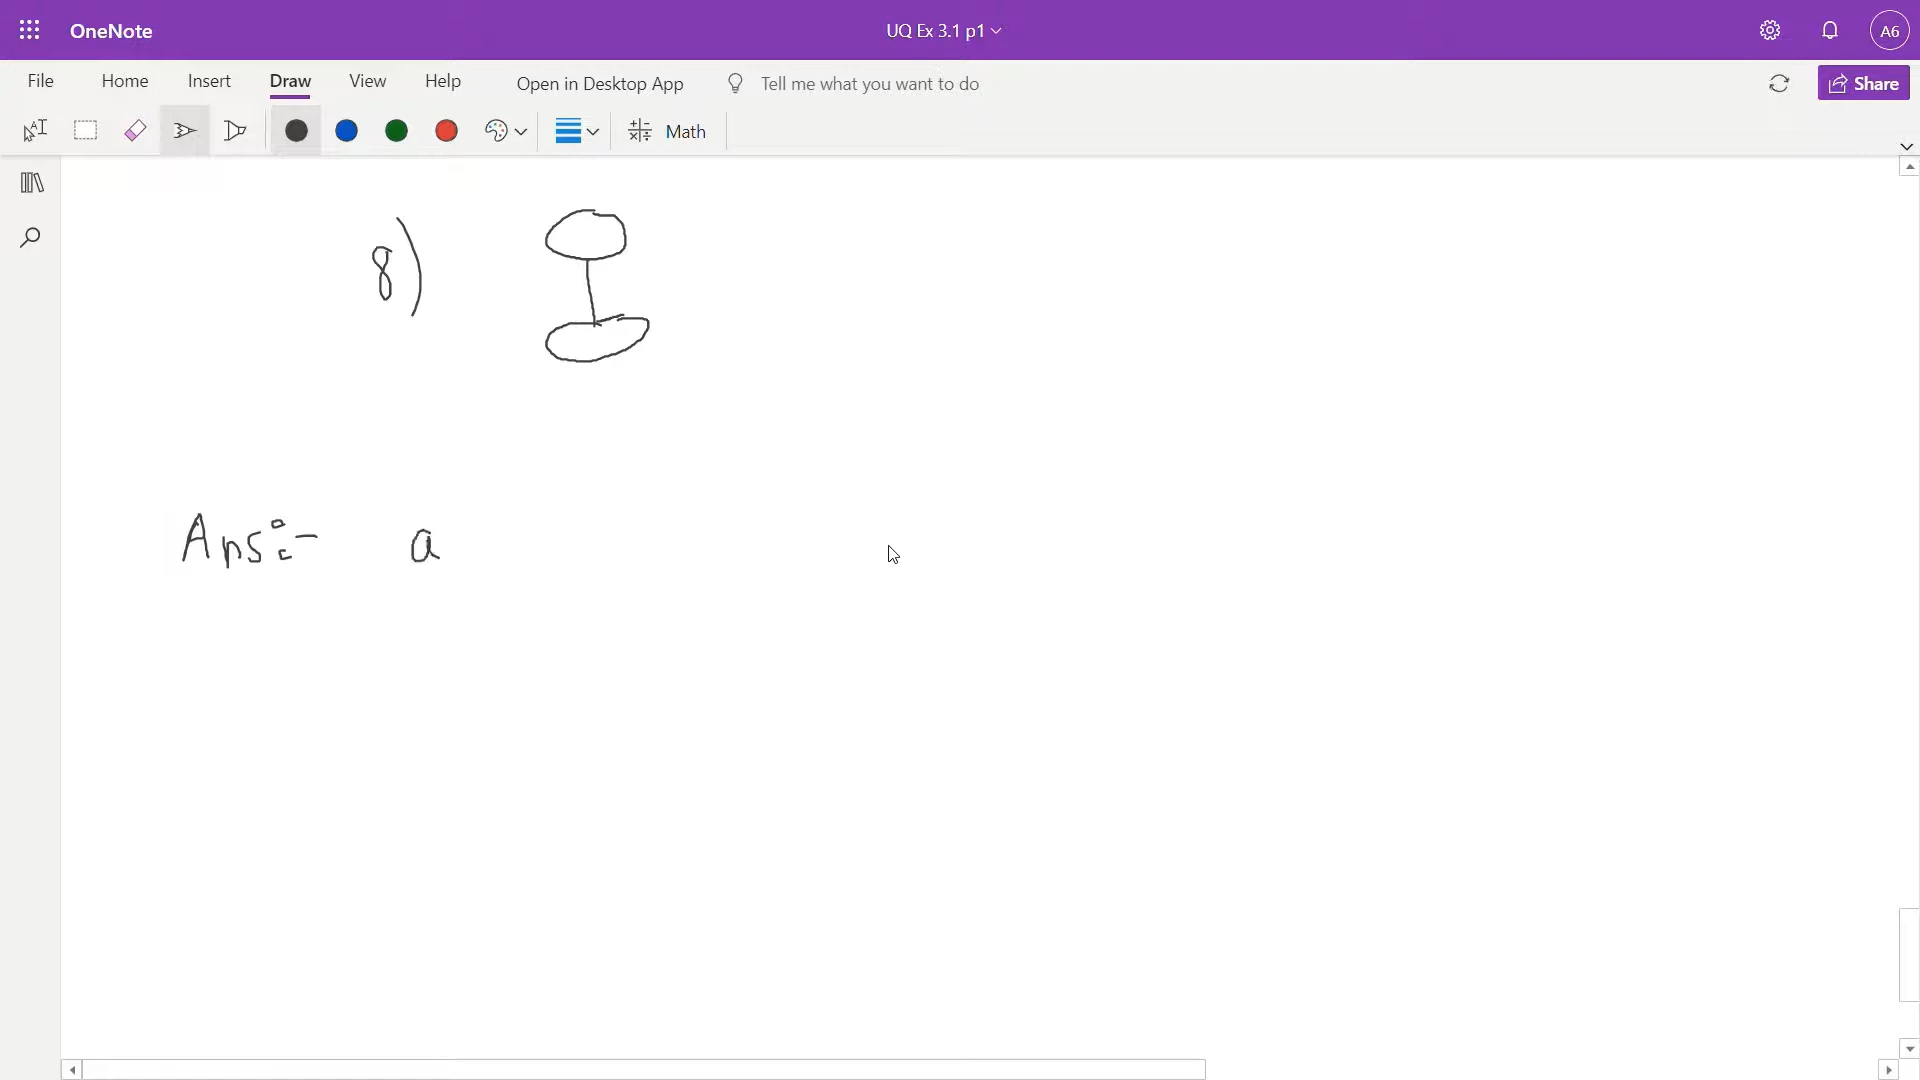 OneNote
UQ Ex 3.1 p1
A6
File Home Insert Draw View Help Open in Desktop App Tell me what you want to do Share
Math
8)
Ans:- a